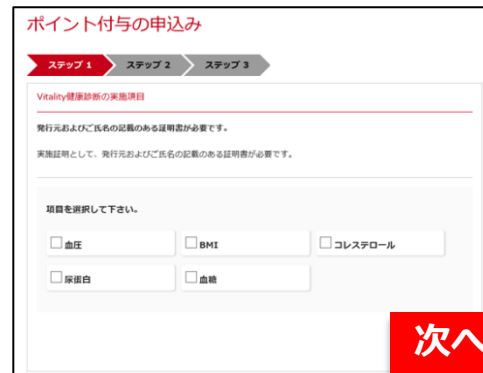 ポイント付与の申込み
ステップ 1 ステップ 2 ステップ 3
Vitality健康診断の実施項目
発行元およびご氏名の記載のある証明書が必要です。
実施証明として、発行元およびご氏名の記載のある証明書が必要です。
項目を選択して下さい。
血圧 BMI コレステロール
尿蛋白 血糖
次へ